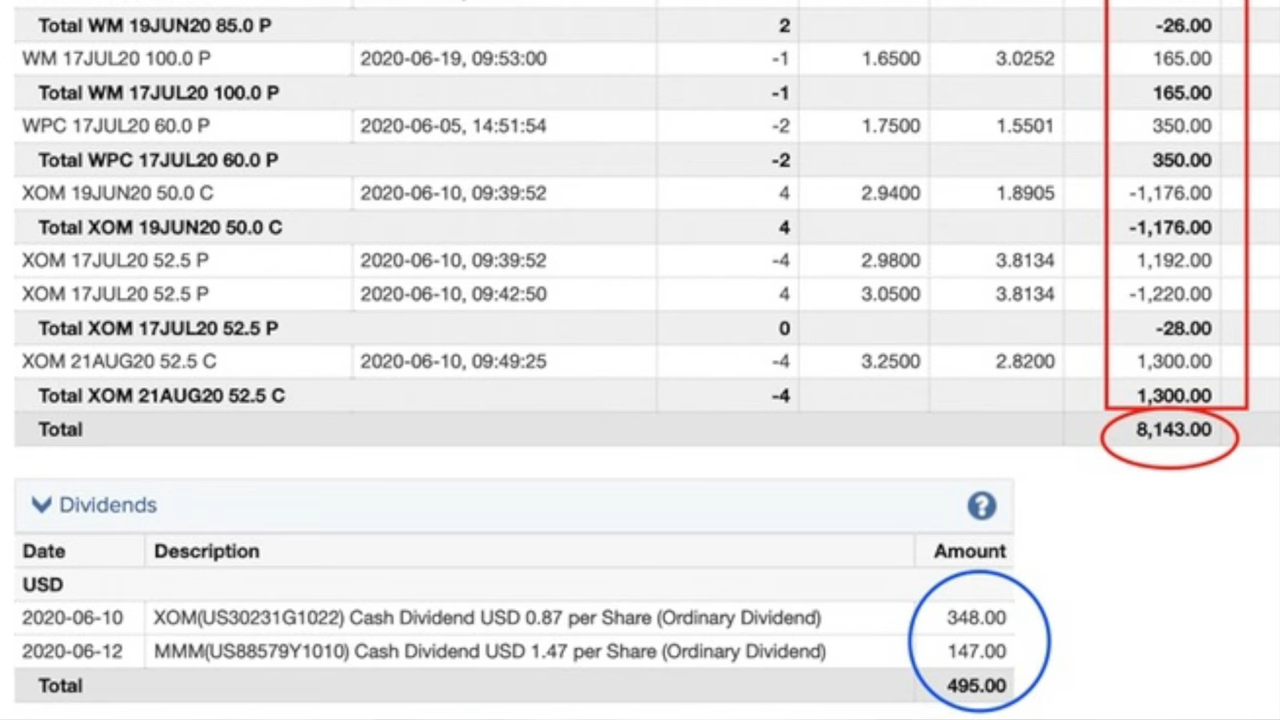 Total WM 19JUN20 85.0 P 2 -26.00
WM 17JUL20 100.0 P 2020-06-19, 09:53:00 -1 1.6500 3.0252 165.00
Total WM 17JUL20 100.0 P -1 165.00
WPC 17JUL20 60.0 P 2020-06-05, 14:51:54 -2 1.7500 1.5501 350.00
Total WPC 17JUL20 60.0 P -2 350.00
XOM 19JUN20 50.0 C 2020-06-10, 09:39:52 4 2.9400 1.8905 -1,176.00
Total XOM 19JUN20 50.0 C 4 -1,176.00
XOM 17JUL20 52.5 P 2020-06-10, 09:39:52 -4 2.9800 3.8134 1,192.00
XOM 17JUL20 52.5 P 2020-06-10, 09:42:50 4 3.0500 3.8134 -1,220.00
Total XOM 17JUL20 52.5 P 0 -28.00
XOM 21AUG20 52.5 C 2020-06-10, 09:49:25 -4 3.2500 2.8200 1,300.00
Total XOM 21AUG20 52.5 C -4 1,300.00
Total 8,143.00
Dividends ?
Date Description Amount
USD
2020-06-10 XOM(US30231G1022) Cash Dividend USD 0.87 per Share (Ordinary Dividend) 348.00
2020-06-12 MMM(US88579Y1010) Cash Dividend USD 1.47 per Share (Ordinary Dividend) 147.00
Total 495.00